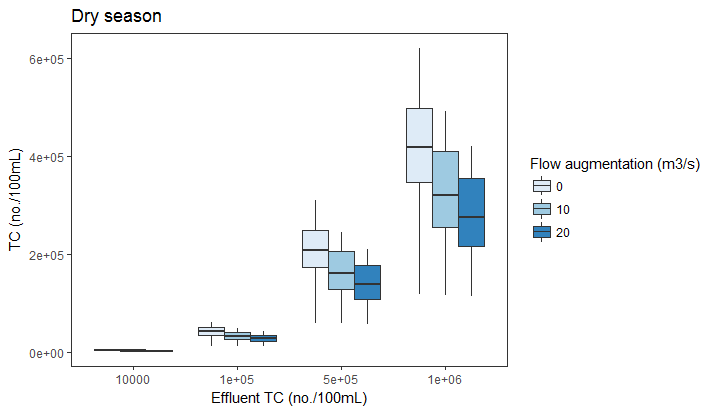 Dry season
TC (no./100mL)
6e+05
4e+05
2e+05
0e+00
10000 1e+05 5e+05 1e+06
Effluent TC (no./100mL)
Flow augmentation (m3/s)
0
10
20